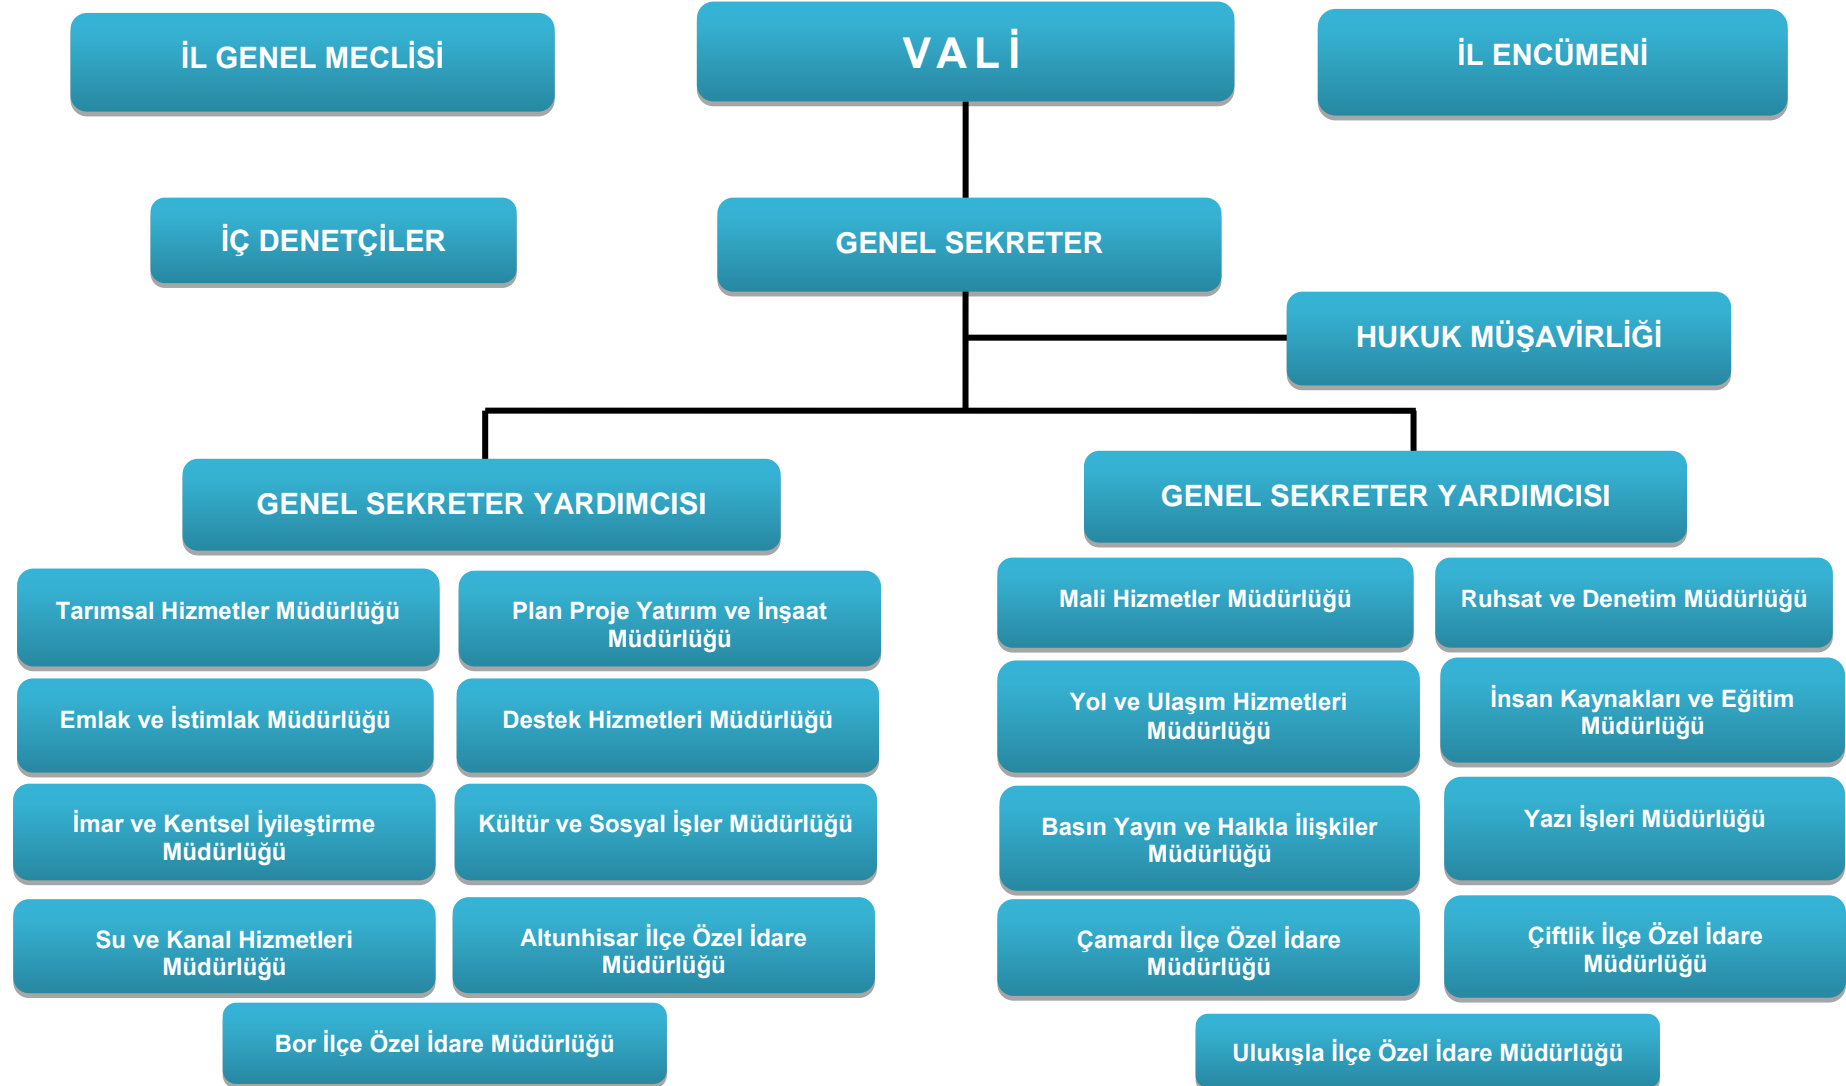 İL GENEL MECLİSİ
VALİ
İL ENCÜMENİ
İÇ DENETÇİLER
GENEL SEKRETER
HUKUK MÜŞAVİRLİĞİ
GENEL SEKRETER YARDIMCISI
GENEL SEKRETER YARDIMCISI
Tarımsal Hizmetler Müdürlüğü
Plan Proje Yatırım ve İnşaat
Müdürlüğü
Emlak ve İstimlak Müdürlüğü
Destek Hizmetleri Müdürlüğü
İmar ve Kentsel İyileştirme
Müdürlüğü
Kültür ve Sosyal İşler Müdürlüğü
Su ve Kanal Hizmetleri
Müdürlüğü
Altunhisar İlçe Özel İdare
Müdürlüğü
Bor İlçe Özel İdare Müdürlüğü
Mali Hizmetler Müdürlüğü
Ruhsat ve Denetim Müdürlüğü
Yol ve Ulaşım Hizmetleri
Müdürlüğü
İnsan Kaynakları ve Eğitim
Müdürlüğü
Basın Yayın ve Halkla İlişkiler
Müdürlüğü
Yazı İşleri Müdürlüğü
Çamardı İlçe Özel İdare
Müdürlüğü
Çiftlik İlçe Özel İdare
Müdürlüğü
Ulukışla İlçe Özel İdare Müdürlüğü